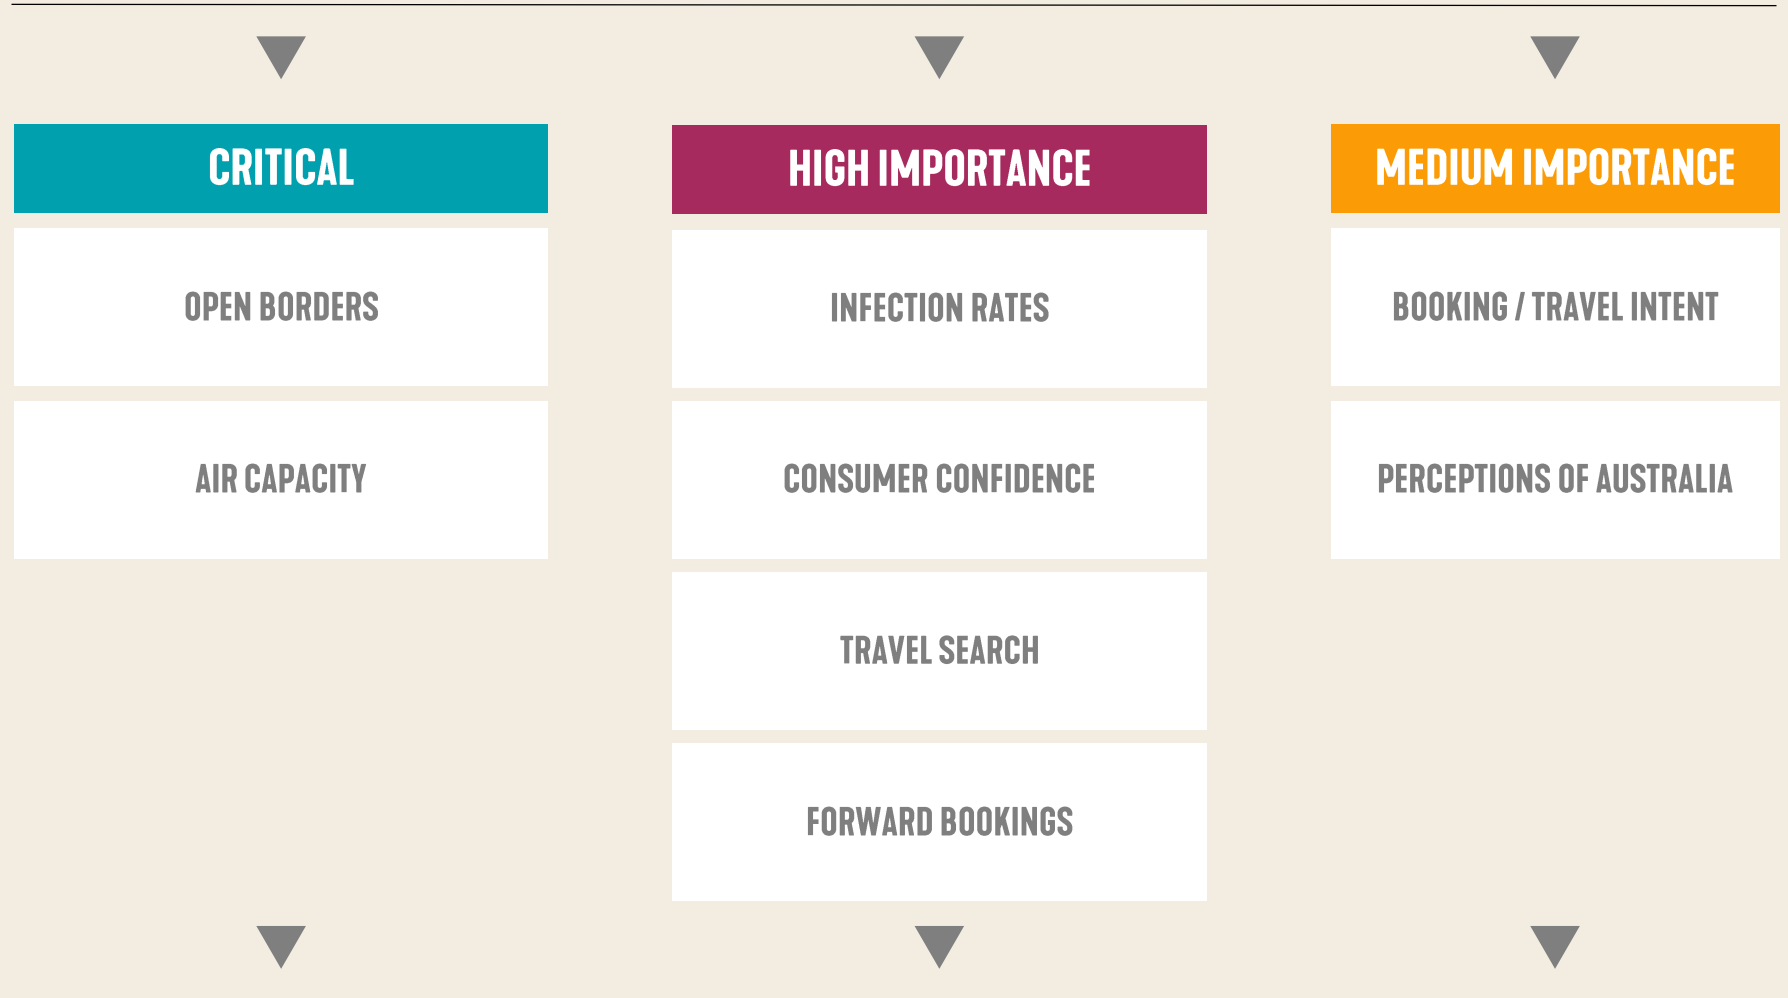 CRITICAL
OPEN BORDERS
AIR CAPACITY
HIGH IMPORTANCE
INFECTION RATES
CONSUMER CONFIDENCE
TRAVEL SEARCH
FORWARD BOOKINGS
MEDIUM IMPORTANCE
BOOKING / TRAVEL INTENT
PERCEPTIONS OF AUSTRALIA